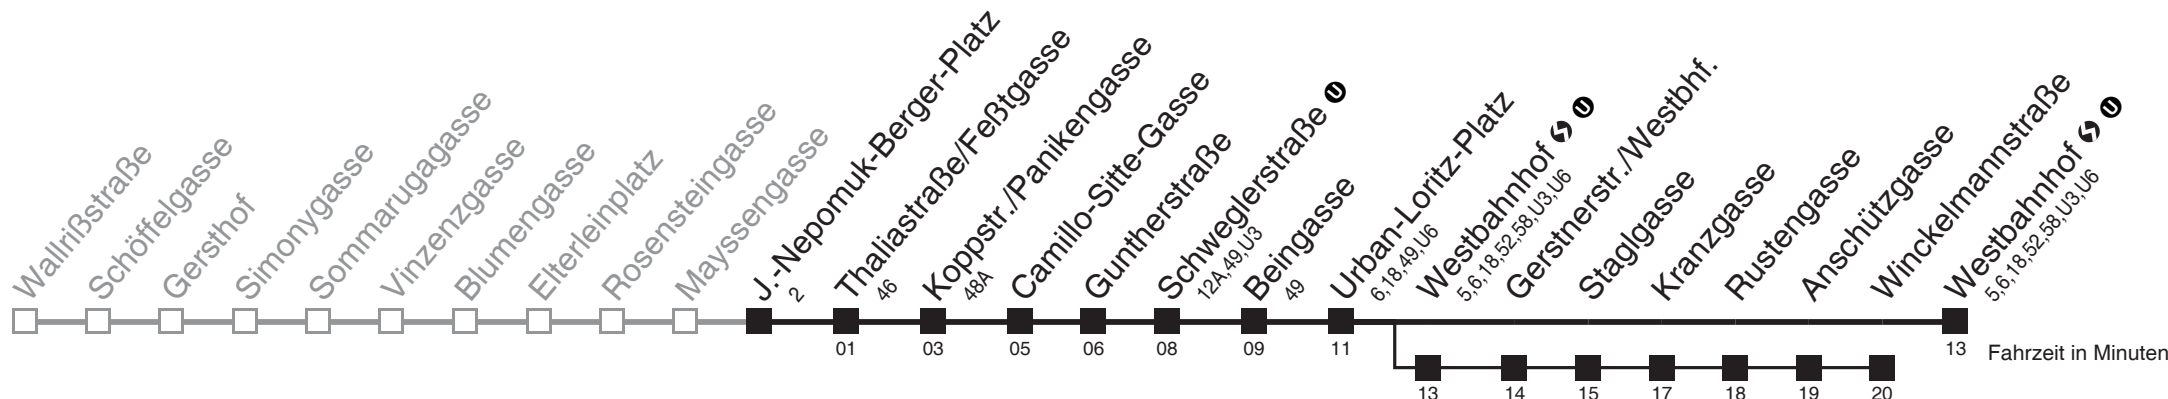 Wallrißstraße
Schöffelgasse
Gersthof
Simonygasse
Sommarugagasse
Vinzenzgasse
Blumengasse
Elterleinplatz
Rosensteingasse
Mayssengasse
J.-Nepomuk-Berger-Platz
2
Thaliastraße/Feßtgasse
46
Koppstr./Panikengasse
48A
Camillo-Sitte-Gasse
Guntherstraße
Schweglerstraße U
12A,49,U3
Beingasse
49
Urban-Loritz-Platz
6,18,49,U6
Westbahnhof S U
5,6,18,52,58,U3,U6
Gerstnerstr./Westbhf.
Staglgasse
Kranzgasse
Rustengasse
Anschützgasse
Winckelmannstraße
Westbahnhof S U
5,6,18,52,58,U3,U6
01 03 05 06 08 09 11 13 Fahrzeit in Minuten
13 14 15 17 18 19 20